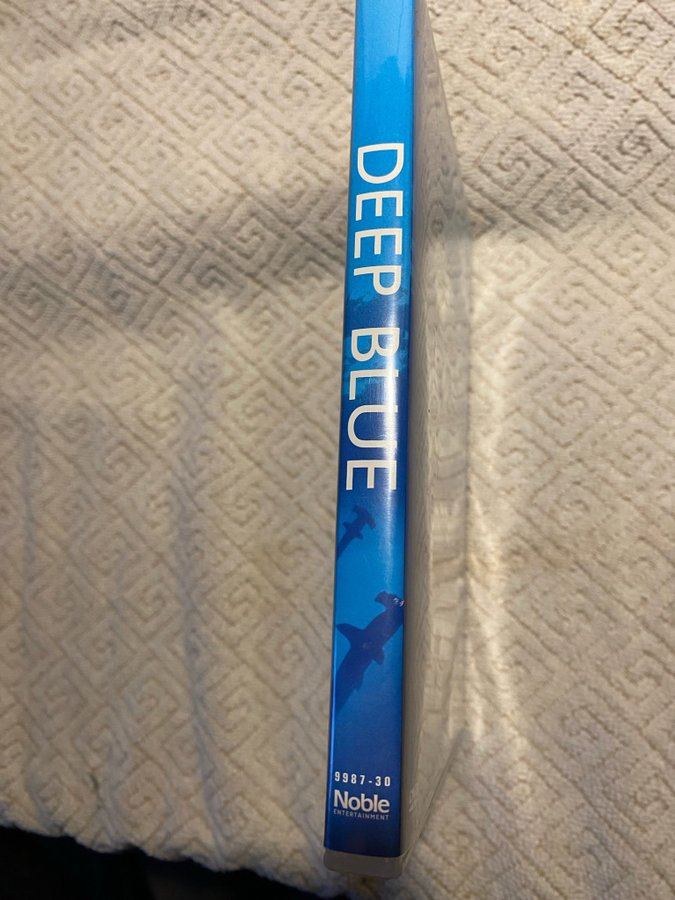 DEEP BLUE
9987-30
Noble
ENTERTAINMENT